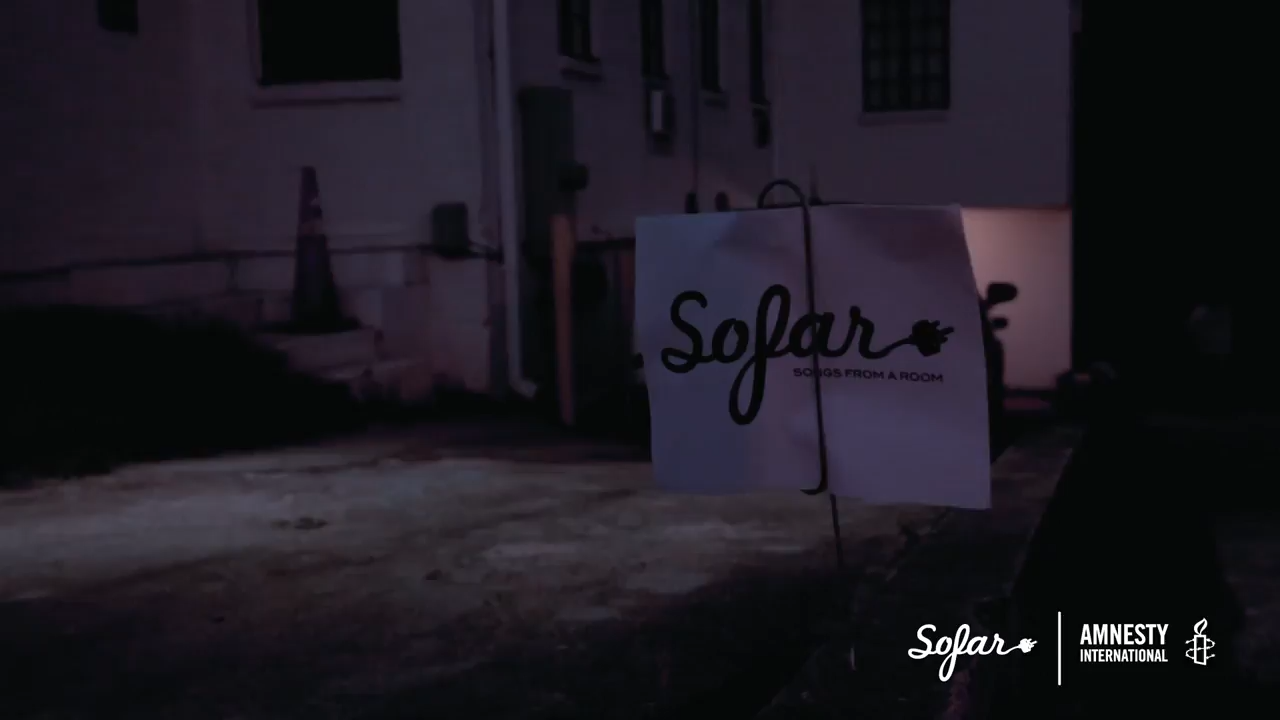 Sofar
SONGS FROM A ROOM
Sofar
AMNESTY
INTERNATIONAL